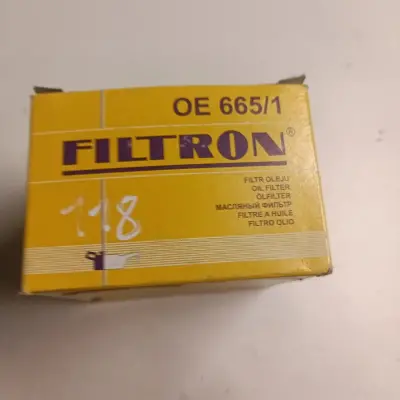 OE 665/1
FILTRON®
FILTR OLEJU
OIL FILTER
ÖLFILTER
МАСЛЯНЫЙ ФИЛЬТР
FILTRE A HUILE
FILTRO OLIO
118